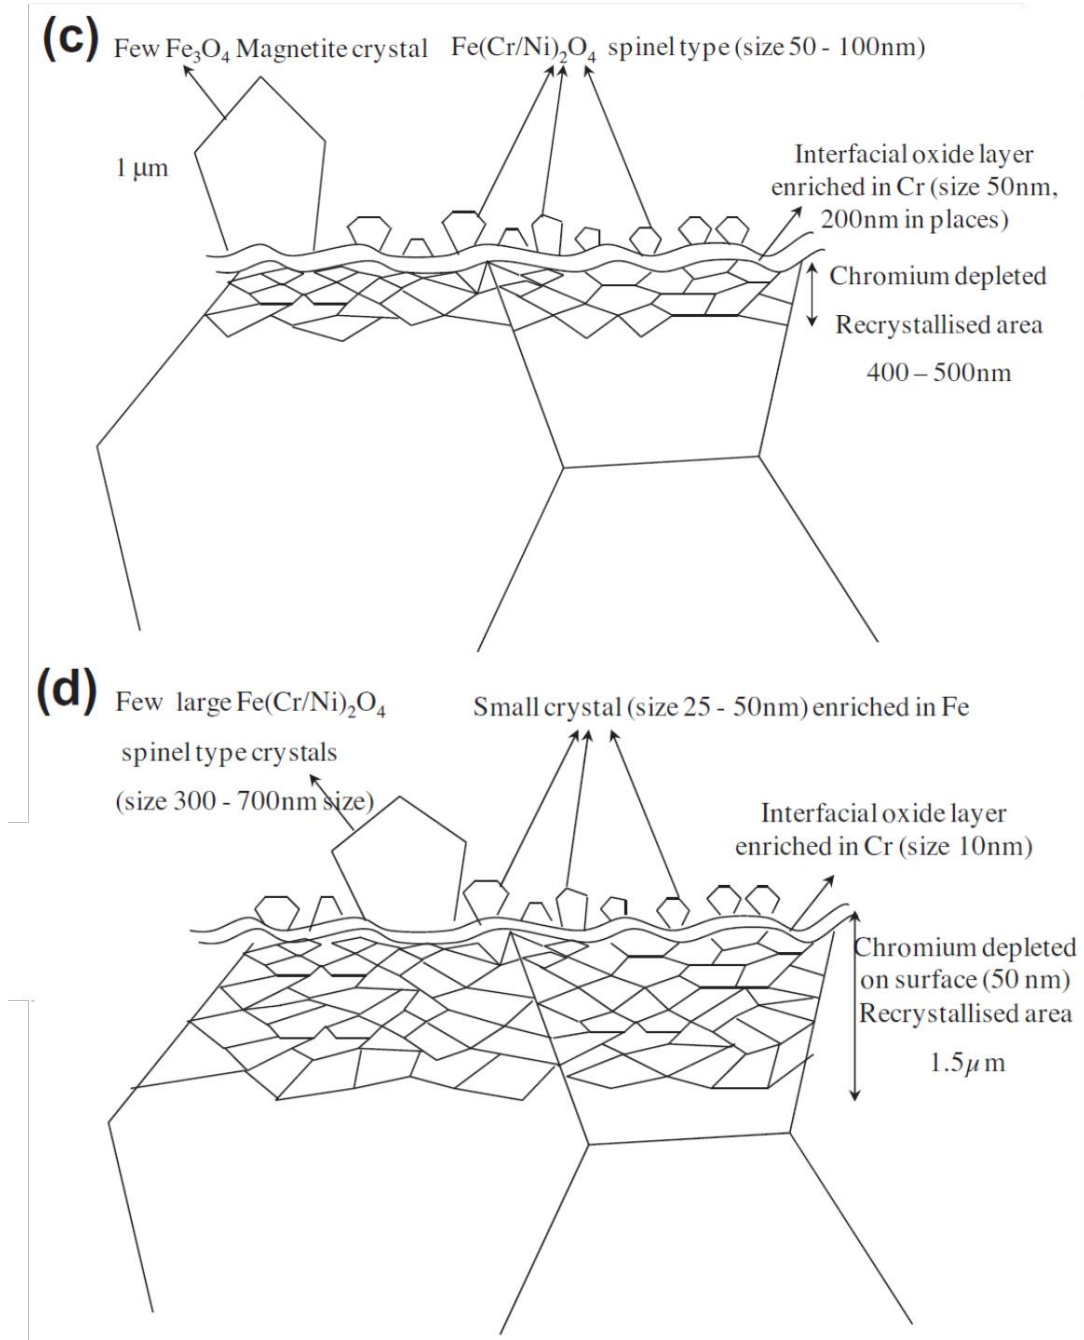 (c) Few Fe₃O₄ Magnetite crystal Fe(Cr/Ni)₂O₄ spinel type (size 50 - 100nm)
1 μm
Interfacial oxide layer
enriched in Cr (size 50nm,
200nm in places)
Chromium depleted
Recrystallised area
400 – 500nm
(d) Few large Fe(Cr/Ni)₂O₄
spinel type crystals
(size 300 - 700nm size)
Small crystal (size 25 - 50nm) enriched in Fe
Interfacial oxide layer
enriched in Cr (size 10nm)
Chromium depleted
on surface (50 nm)
Recrystallised area
1.5μm